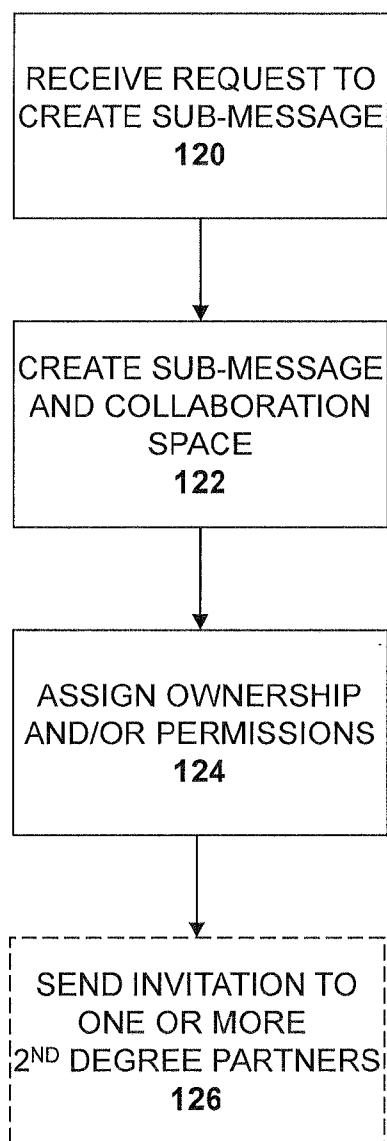 RECEIVE REQUEST TO
CREATE SUB-MESSAGE
120
CREATE SUB-MESSAGE
AND COLLABORATION
SPACE
122
ASSIGN OWNERSHIP
AND/OR PERMISSIONS
124
SEND INVITATION TO
ONE OR MORE
2ND DEGREE PARTNERS
126